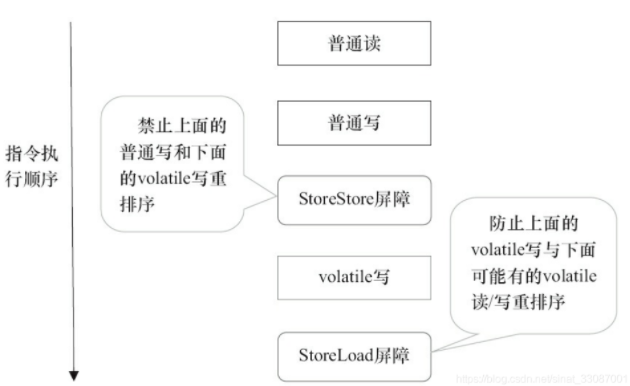 普通读
普通写
禁止上面的
普通写和下面
的volatile写重
排序
指令执
行顺序
StoreStore屏障
防止上面的
volatile写与下面
可能有的volatile
读/写重排序
volatile写
StoreLoad屏障
https://blog.csdn.net/sinat_33087001